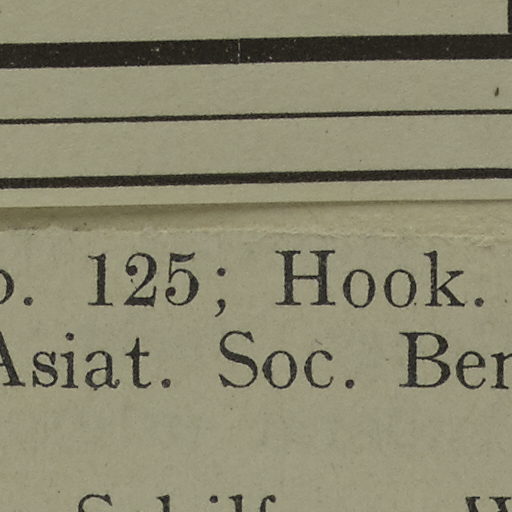 p. 125; Hook.
Asiat. Soc. Ben